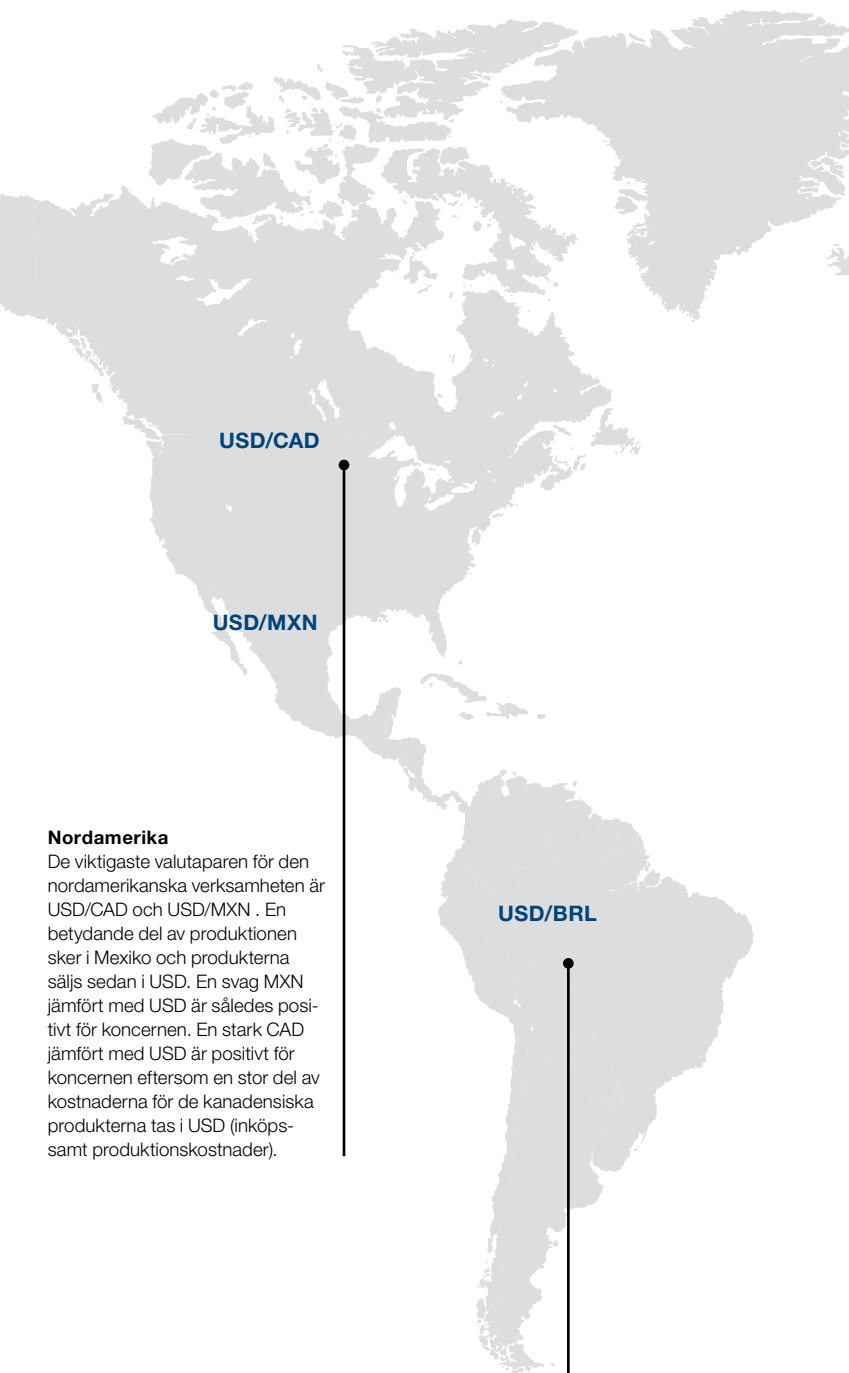 USD/CAD
USD/MXN
Nordamerika
De viktigaste valutaparen för den
nordamerikanska verksamheten är
USD/CAD och USD/MXN . En
betydande del av produktionen
sker i Mexiko och produkterna
säljs sedan i USD. En svag MXN
jämfört med USD är således posi-
tivt för koncernen. En stark CAD
jämfört med USD är positivt för
koncernen eftersom en stor del av
kostnaderna för de kanadensiska
produkterna tas i USD (inköps-
samt produktionskostnader).
USD/BRL